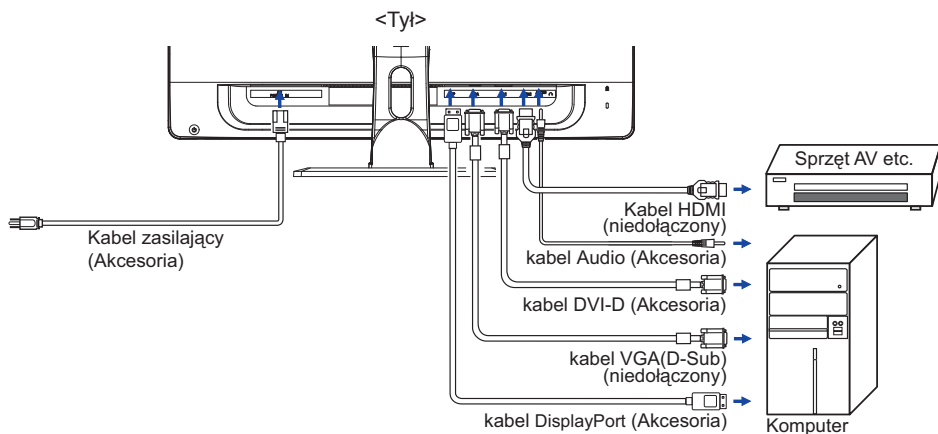 <Tył>
Sprzęt AV etc.
Kabel HDMI
(niedołączony)
Kabel zasilający
(Akcesoria)
kabel Audio (Akcesoria)
kabel DVI-D (Akcesoria)
kabel VGA(D-Sub)
(niedołączony)
kabel DisplayPort (Akcesoria)
Komputer